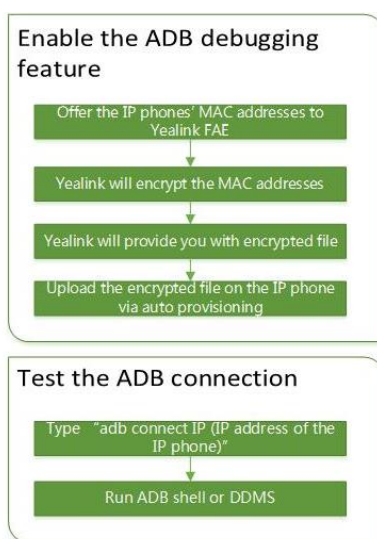 Enable the ADB debugging
feature
Offer the IP phones' MAC addresses to
Yealink FAE
Yealink will encrypt the MAC addresses
Yealink will provide you with encrypted file
Upload the encrypted file on the IP phone
via auto provisioning
Test the ADB connection
Type “adb connect IP (IP address of the
IP phone)”
Run ADB shell or DDMS